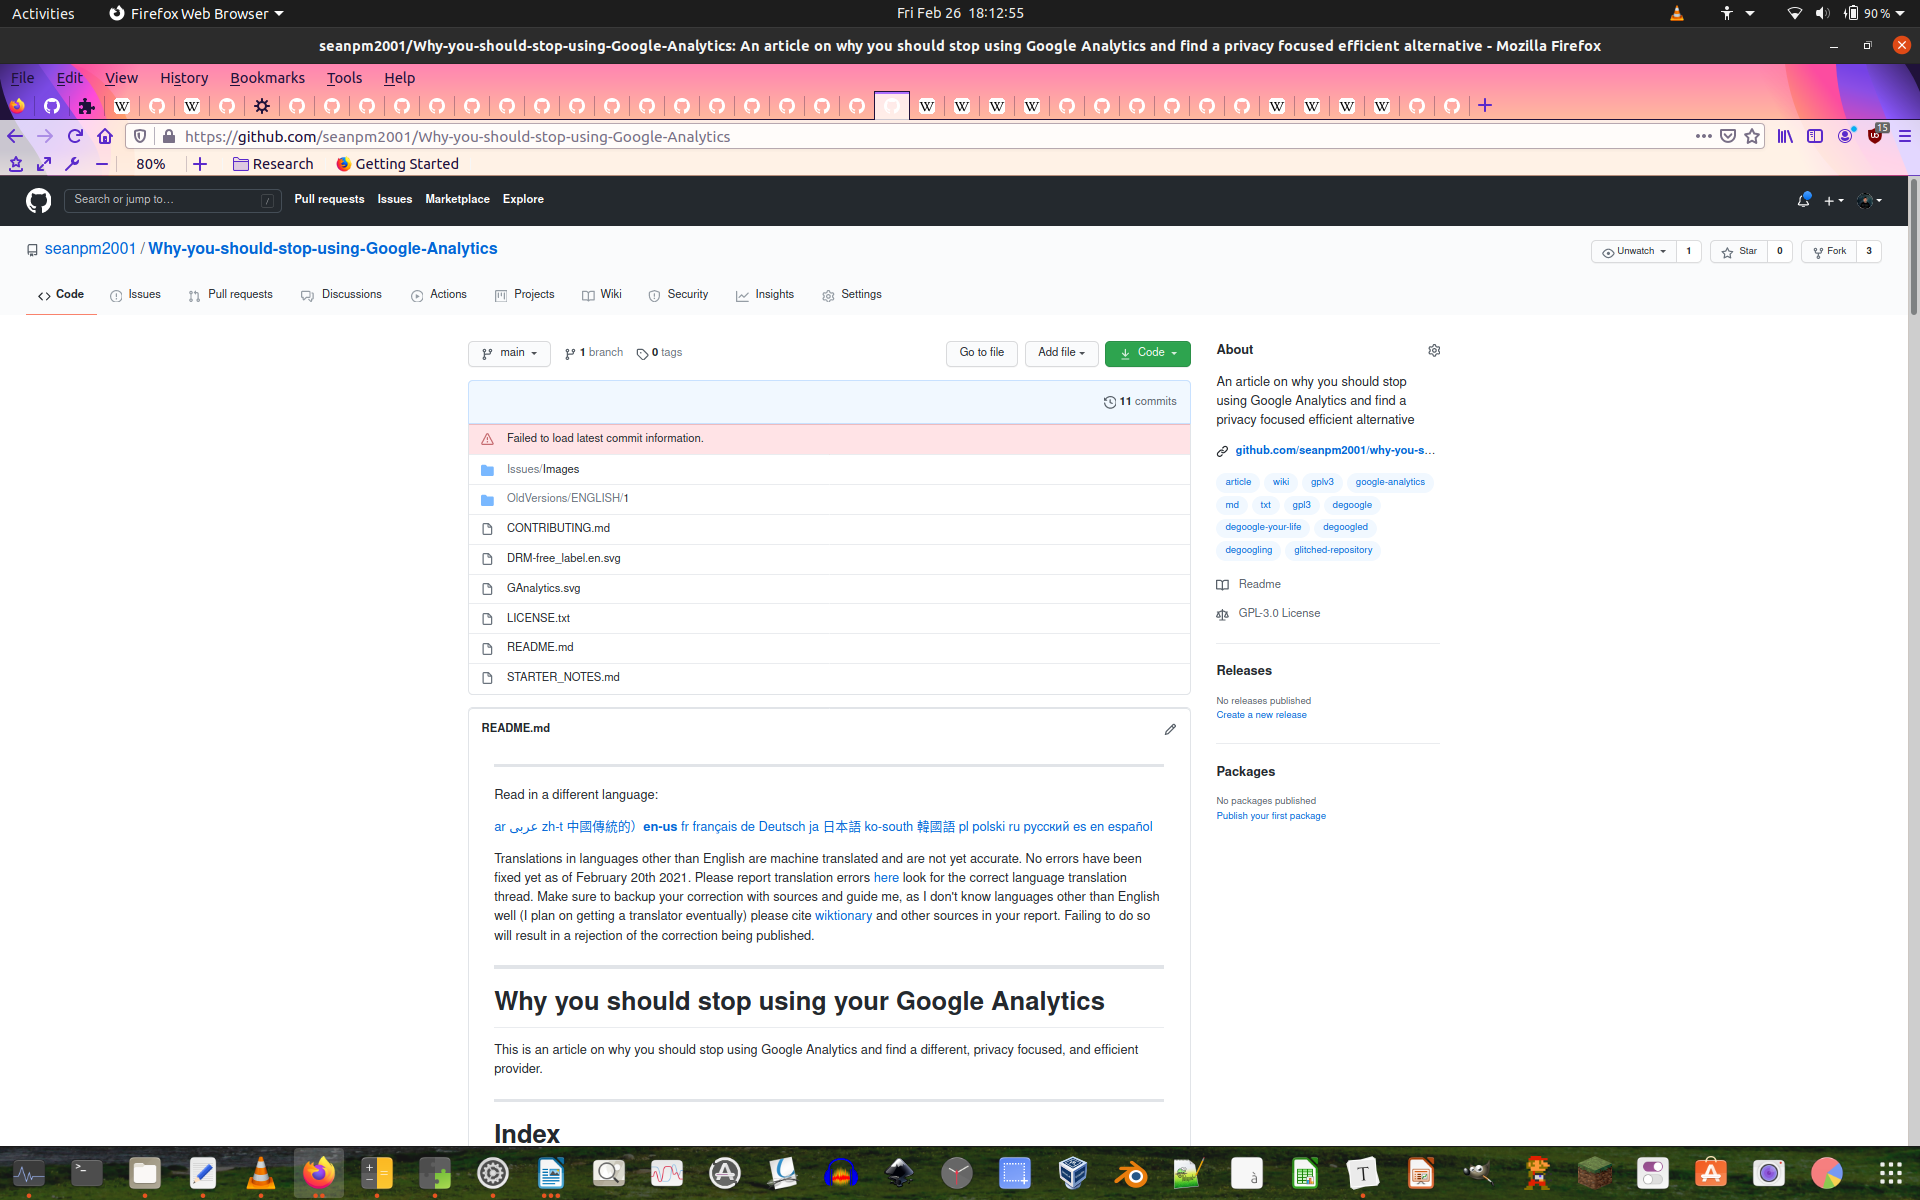 Activities
Firefox Web Browser
Fri Feb 26 18:12:55
90 %
seanpm2001/Why-you-should-stop-using-Google-Analytics: An article on why you should stop using Google Analytics and find a privacy focused efficient alternative - Mozilla Firefox
File Edit View History Bookmarks Tools Help
https://github.com/seanpm2001/Why-you-should-stop-using-Google-Analytics
15
80%
Research
Getting Started
Search or jump to…
/
Pull requests Issues Marketplace Explore
seanpm2001 / Why-you-should-stop-using-Google-Analytics
Unwatch 1
Star 0
Fork 3
Code
Issues
Pull requests
Discussions
Actions
Projects
Wiki
Security
Insights
Settings
main
1 branch
0 tags
Go to file
Add file
Code
11 commits
Failed to load latest commit information.
Issues/Images
OldVersions/ENGLISH/1
CONTRIBUTING.md
DRM-free_label.en.svg
GAnalytics.svg
LICENSE.txt
README.md
STARTER_NOTES.md
About
An article on why you should stop
using Google Analytics and find a
privacy focused efficient alternative
github.com/seanpm2001/why-you-s…
article wiki gplv3 google-analytics
md txt gpl3 degoogle
degoogle-your-life degoogled
degoogling glitched-repository
Readme
GPL-3.0 License
Releases
No releases published
Create a new release
Packages
No packages published
Publish your first package
README.md
Read in a different language:
ar عربى zh-t 中國傳統的） en-us fr français de Deutsch ja 日本語 ko-south 韓國語 pl polski ru русский es en español
Translations in languages other than English are machine translated and are not yet accurate. No errors have been
fixed yet as of February 20th 2021. Please report translation errors here look for the correct language translation
thread. Make sure to backup your correction with sources and guide me, as I don't know languages other than English
well (I plan on getting a translator eventually) please cite wiktionary and other sources in your report. Failing to do so
will result in a rejection of the correction being published.
Why you should stop using your Google Analytics
This is an article on why you should stop using Google Analytics and find a different, privacy focused, and efficient
provider.
Index